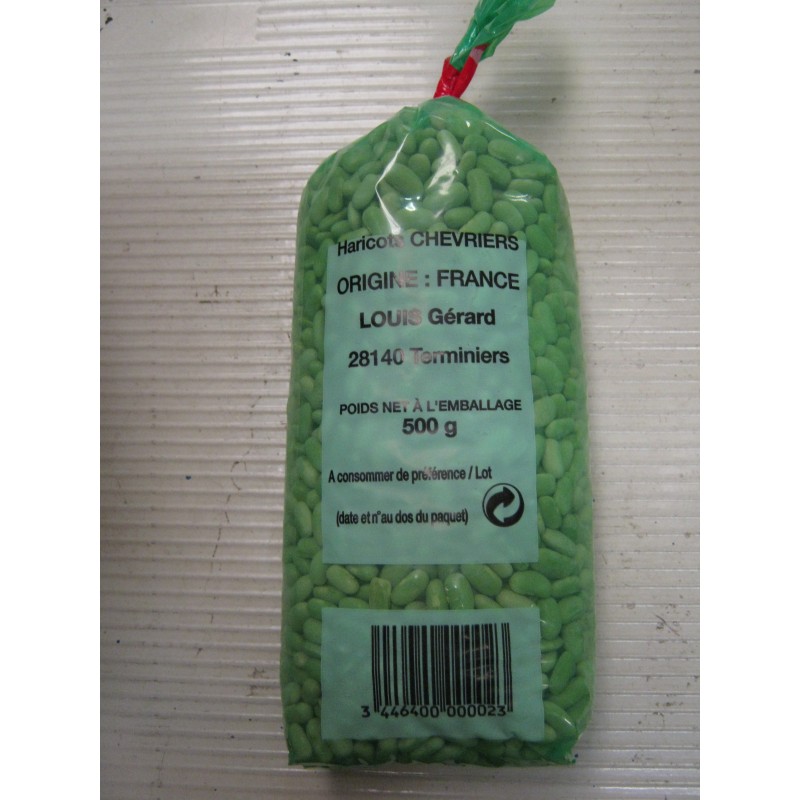 Haricots CHEVRIERS
ORIGINE : FRANCE
LOUIS Gérard
28140 Terminiers
POIDS NET À L'EMBALLAGE
500 g
A consommer de préférence / Lot
(date et n°au dos du paquet)
3 446400 000023